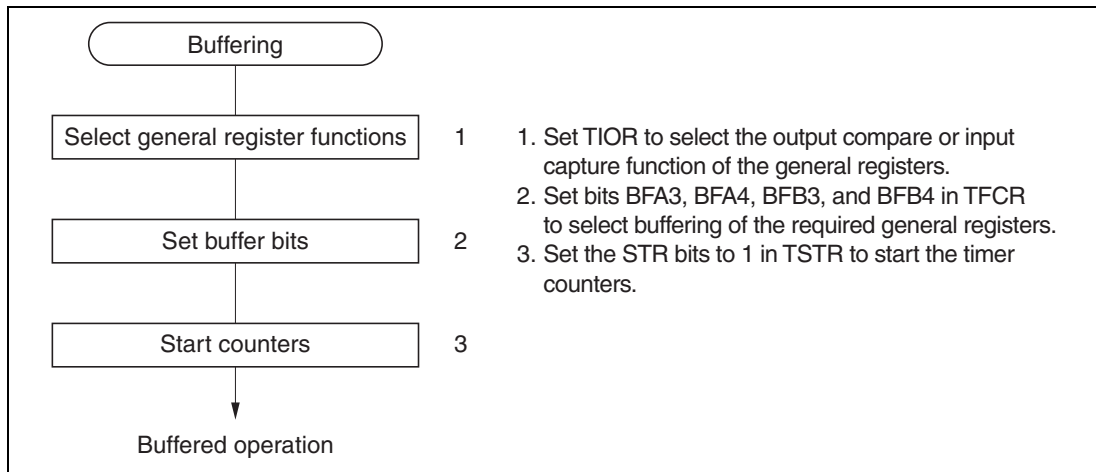 Buffering
Select general register functions
1
Set buffer bits
2
Start counters
3
Buffered operation
1. Set TIOR to select the output compare or input
capture function of the general registers.
2. Set bits BFA3, BFA4, BFB3, and BFB4 in TFCR
to select buffering of the required general registers.
3. Set the STR bits to 1 in TSTR to start the timer
counters.